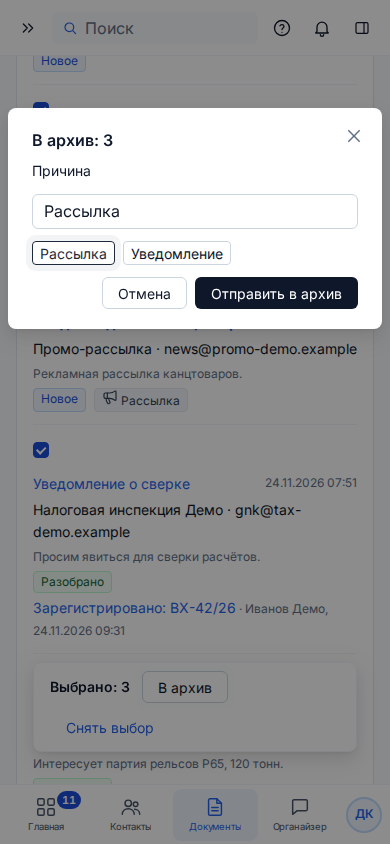 Поиск
Новое
В архив: 3
Причина
Рассылка
Рассылка Уведомление
Отмена Отправить в архив
Промо-рассылка · news@promo-demo.example
Рекламная рассылка канцтоваров.
Новое Рассылка
Уведомление о сверке 24.11.2026 07:51
Налоговая инспекция Демо · gnk@tax-
demo.example
Просим явиться для сверки расчётов.
Разобрано
Зарегистрировано: ВХ-42/26 · Иванов Демо,
24.11.2026 09:31
Выбрано: 3 В архив
Снять выбор
Интересует партия рельсов Р65, 120 тонн.
11
Главная Контакты Документы Органайзер ДК